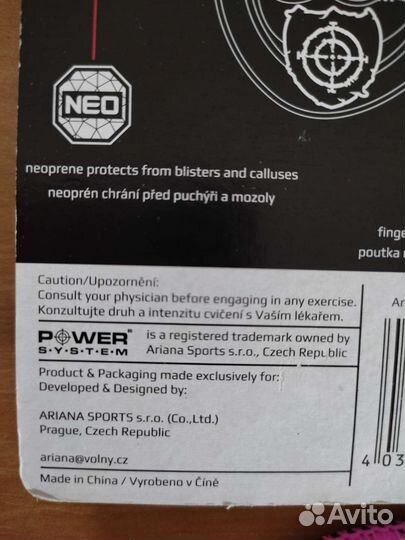 NEO
neoprene protects from blisters and calluses
neoprén chrání před puchýři a mozoly
finge
poutka
Caution/Upozornění:
Consult your physician before engaging in any exercise.
Konzultujte druh a intenzitu cvičení s Vaším lékařem.
POWER SYSTEM
is a registered trademark owned by
Ariana Sports s.r.o., Czech Republic
Product & Packaging made exclusively for:
Developed & Designed by:
ARIANA SPORTS s.r.o. (Co.,Ltd.)
Prague, Czech Republic
ariana@volny.cz
Made in China / Vyrobeno v Číně
Ar
4 03
Avito